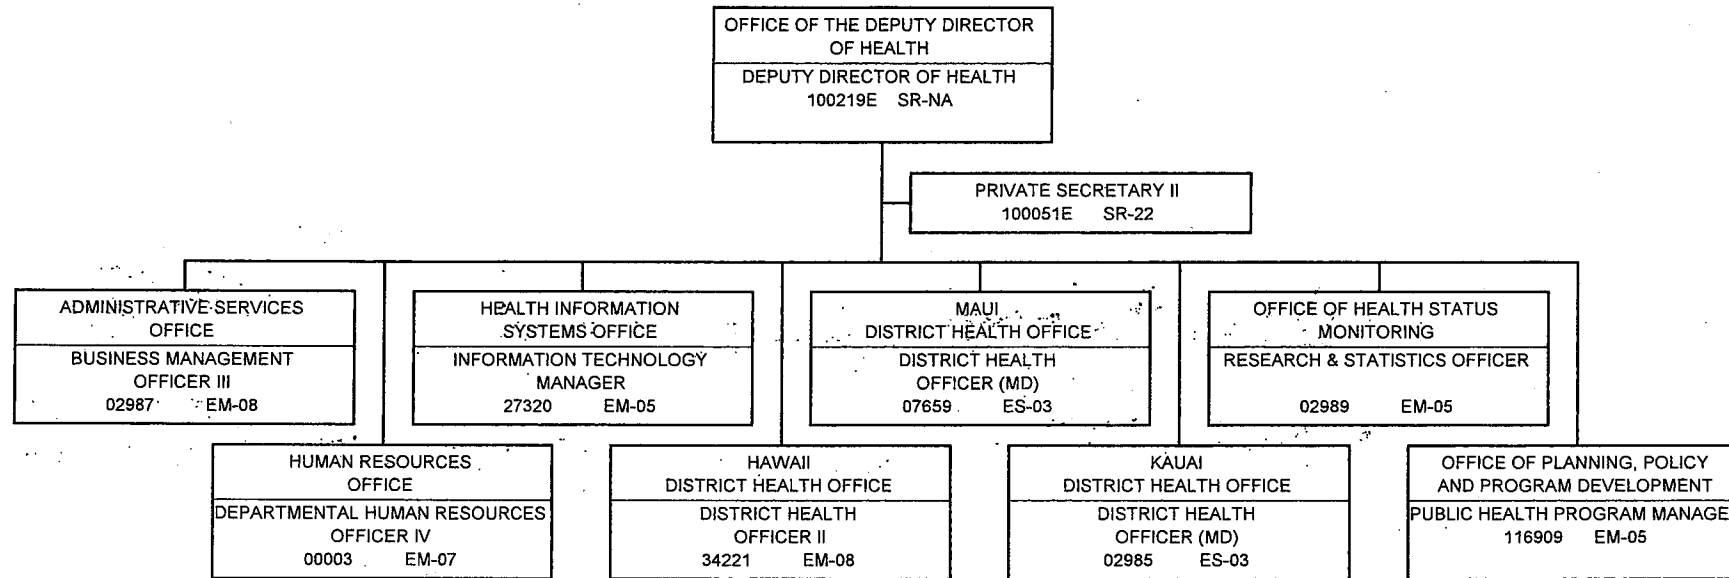 OFFICE OF THE DEPUTY DIRECTOR
OF HEALTH
DEPUTY DIRECTOR OF HEALTH
100219E SR-NA
PRIVATE SECRETARY II
100051E SR-22
ADMINISTRATIVE SERVICES
OFFICE
BUSINESS MANAGEMENT
OFFICER III
02987 EM-08
HEALTH INFORMATION
SYSTEMS OFFICE
INFORMATION TECHNOLOGY
MANAGER
27320 EM-05
MAUI
DISTRICT HEALTH OFFICE
DISTRICT HEALTH
OFFICER (MD)
07659 ES-03
OFFICE OF HEALTH STATUS
MONITORING
RESEARCH & STATISTICS OFFICER
02989 EM-05
HUMAN RESOURCES
OFFICE
DEPARTMENTAL HUMAN RESOURCES
OFFICER IV
00003 EM-07
HAWAII
DISTRICT HEALTH OFFICE
DISTRICT HEALTH
OFFICER II
34221 EM-08
KAUAI
DISTRICT HEALTH OFFICE
DISTRICT HEALTH
OFFICER (MD)
02985 ES-03
OFFICE OF PLANNING, POLICY
AND PROGRAM DEVELOPMENT
PUBLIC HEALTH PROGRAM MANAGE
116909 EM-05